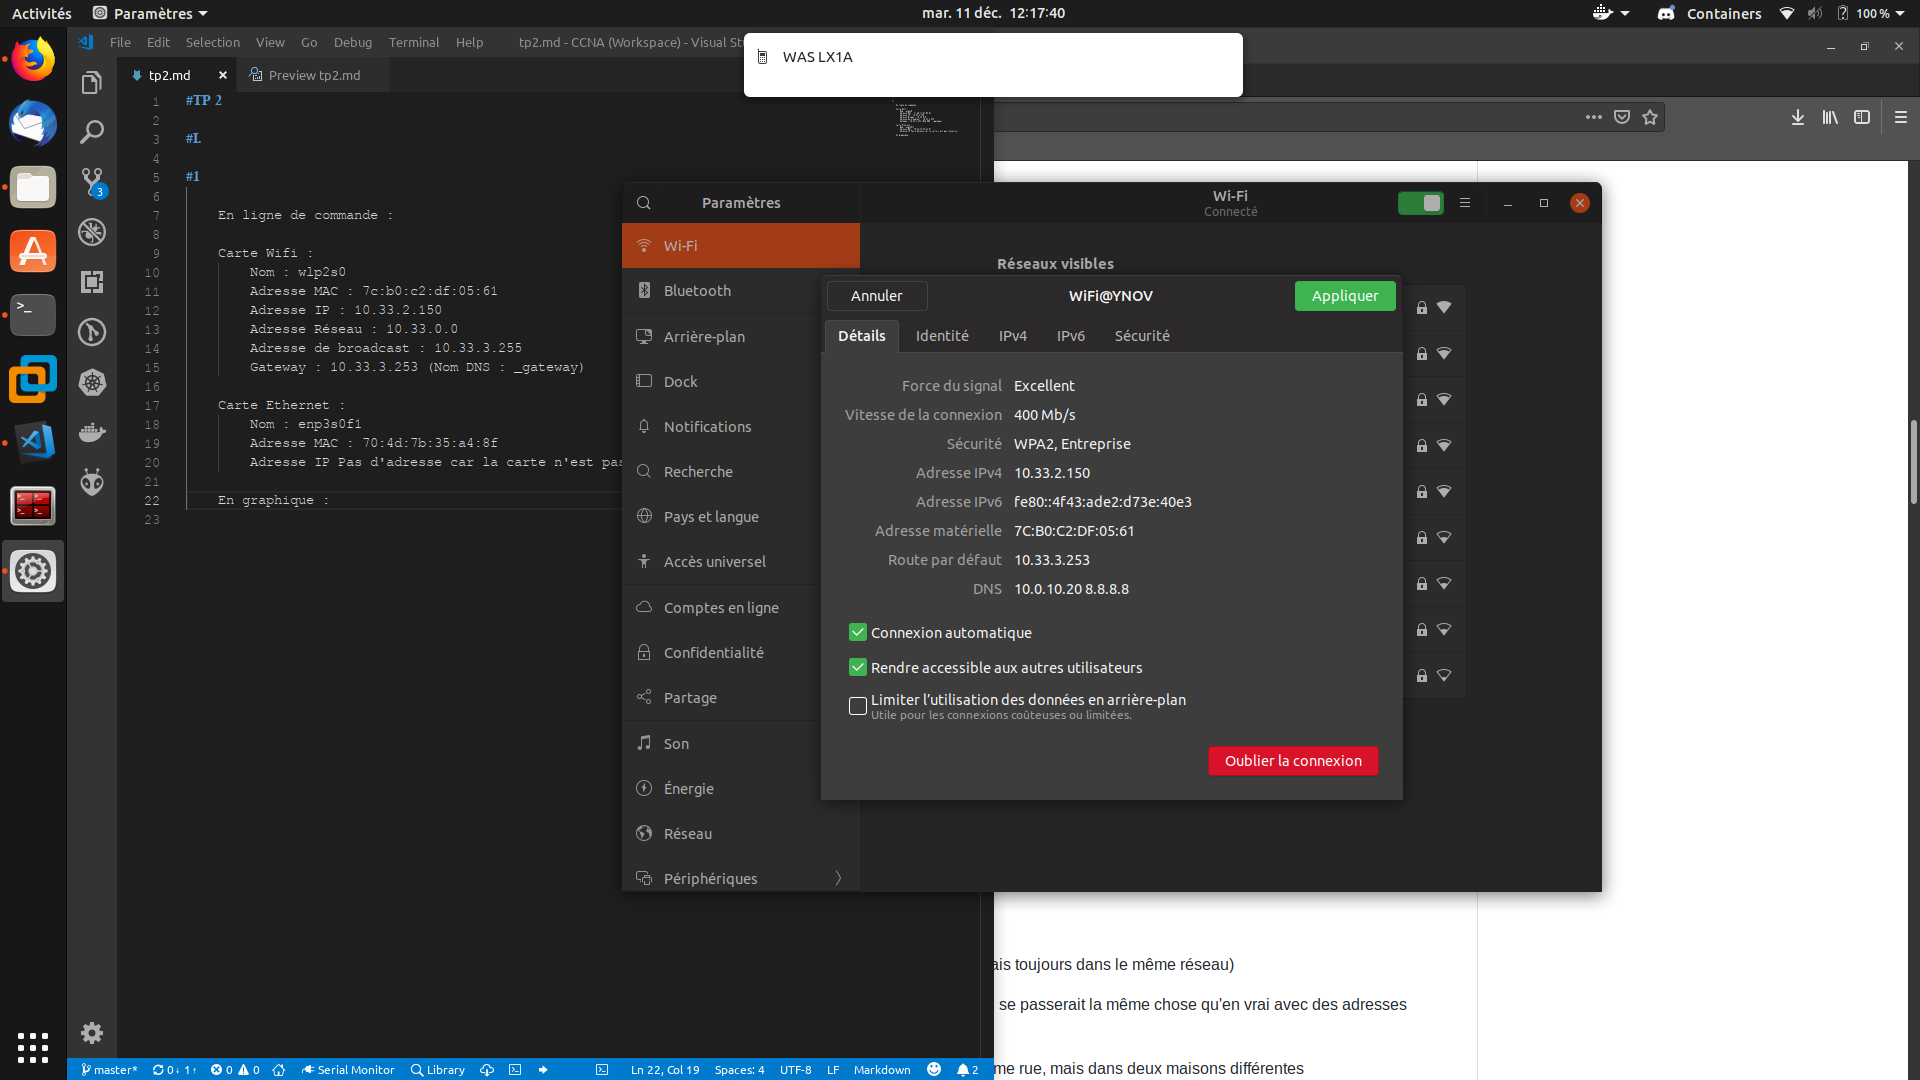 Activités
Paramètres
mar. 11 déc.  12:17:40
Containers
100 %
File Edit Selection View Go Debug Terminal Help
tp2.md - CCNA (Workspace) - Visual
WAS LX1A
tp2.md
Preview tp2.md
1 #TP 2
2
3 #I.
4
5 #1
6
7 En ligne de commande :
8
9 Carte Wifi :
10 Nom : wlp2s0
11 Adresse MAC : 7c:b0:c2:df:05:61
12 Adresse IP : 10.33.2.150
13 Adresse Réseau : 10.33.0.0
14 Adresse de broadcast : 10.33.3.255
15 Gateway : 10.33.3.253 (Nom DNS : _gateway)
16
17 Carte Ethernet :
18 Nom : enp3s0f1
19 Adresse MAC : 70:4d:7b:35:a4:8f
20 Adresse IP Pas d'adresse car la carte n'est pas
21
22 En graphique :
23
3
Paramètres
Wi-Fi
Connecté
Wi-Fi
Bluetooth
Arrière-plan
Dock
Notifications
Recherche
Pays et langue
Accès universel
Comptes en ligne
Confidentialité
Partage
Son
Énergie
Réseau
Périphériques
Réseaux visibles
Annuler
WiFi@YNOV
Appliquer
Détails Identité IPv4 IPv6 Sécurité
Force du signal Excellent
Vitesse de la connexion 400 Mb/s
Sécurité WPA2, Entreprise
Adresse IPv4 10.33.2.150
Adresse IPv6 fe80::4f43:ade2:d73e:40e3
Adresse matérielle 7C:B0:C2:DF:05:61
Route par défaut 10.33.3.253
DNS 10.0.10.20 8.8.8.8
Connexion automatique
Rendre accessible aux autres utilisateurs
Limiter l’utilisation des données en arrière-plan
Utile pour les connexions coûteuses ou limitées.
Oublier la connexion
ais toujours dans le même réseau)
se passerait la même chose qu'en vrai avec des adresses
me rue, mais dans deux maisons différentes
master* 0↓ 1↑ 0 0 Serial Monitor Library Ln 22, Col 19 Spaces: 4 UTF-8 LF Markdown 2